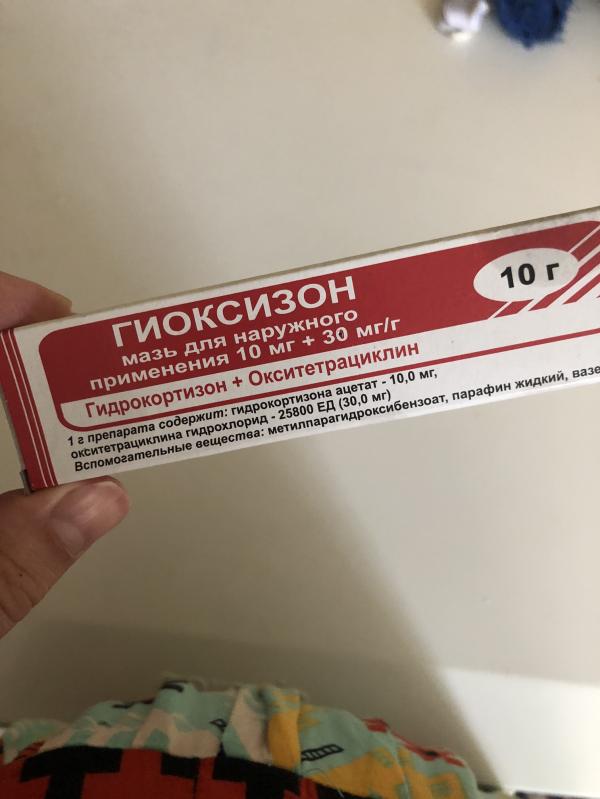 ГИОКСИЗОН
мазь для наружного
применения 10 мг + 30 мг/г
10 г
Гидрокортизон + Окситетрациклин
1 г препарата содержит: гидрокортизона ацетат - 10,0 мг,
окситетрациклина гидрохлорид - 25800 ЕД (30,0 мг)
Вспомогательные вещества: метилпарагидроксибензоат, парафин жидкий, вазе